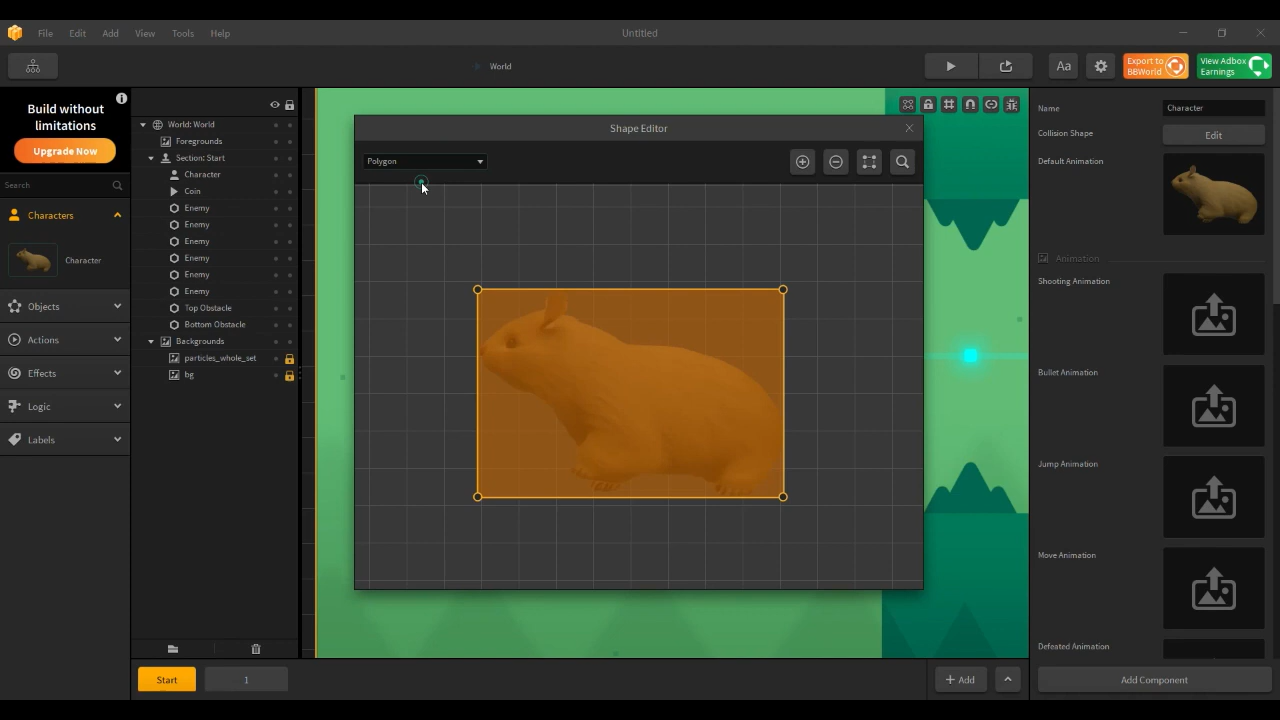 File Edit Add View Tools Help
Untitled
World
Aa
Export to
BBWorld
View Adbox
Earnings
Build without
limitations
Upgrade Now
Search
Characters
Character
Objects
Actions
Effects
Logic
Labels
World: World
Foregrounds
Section: Start
Character
Coin
Enemy
Enemy
Enemy
Enemy
Enemy
Enemy
Top Obstacle
Bottom Obstacle
Backgrounds
particles_whole_set
bg
Shape Editor
Polygon
Name
Character
Collision Shape
Edit
Default Animation
Animation
Shooting Animation
Bullet Animation
Jump Animation
Move Animation
Defeated Animation
Start
1
Add
Add Component